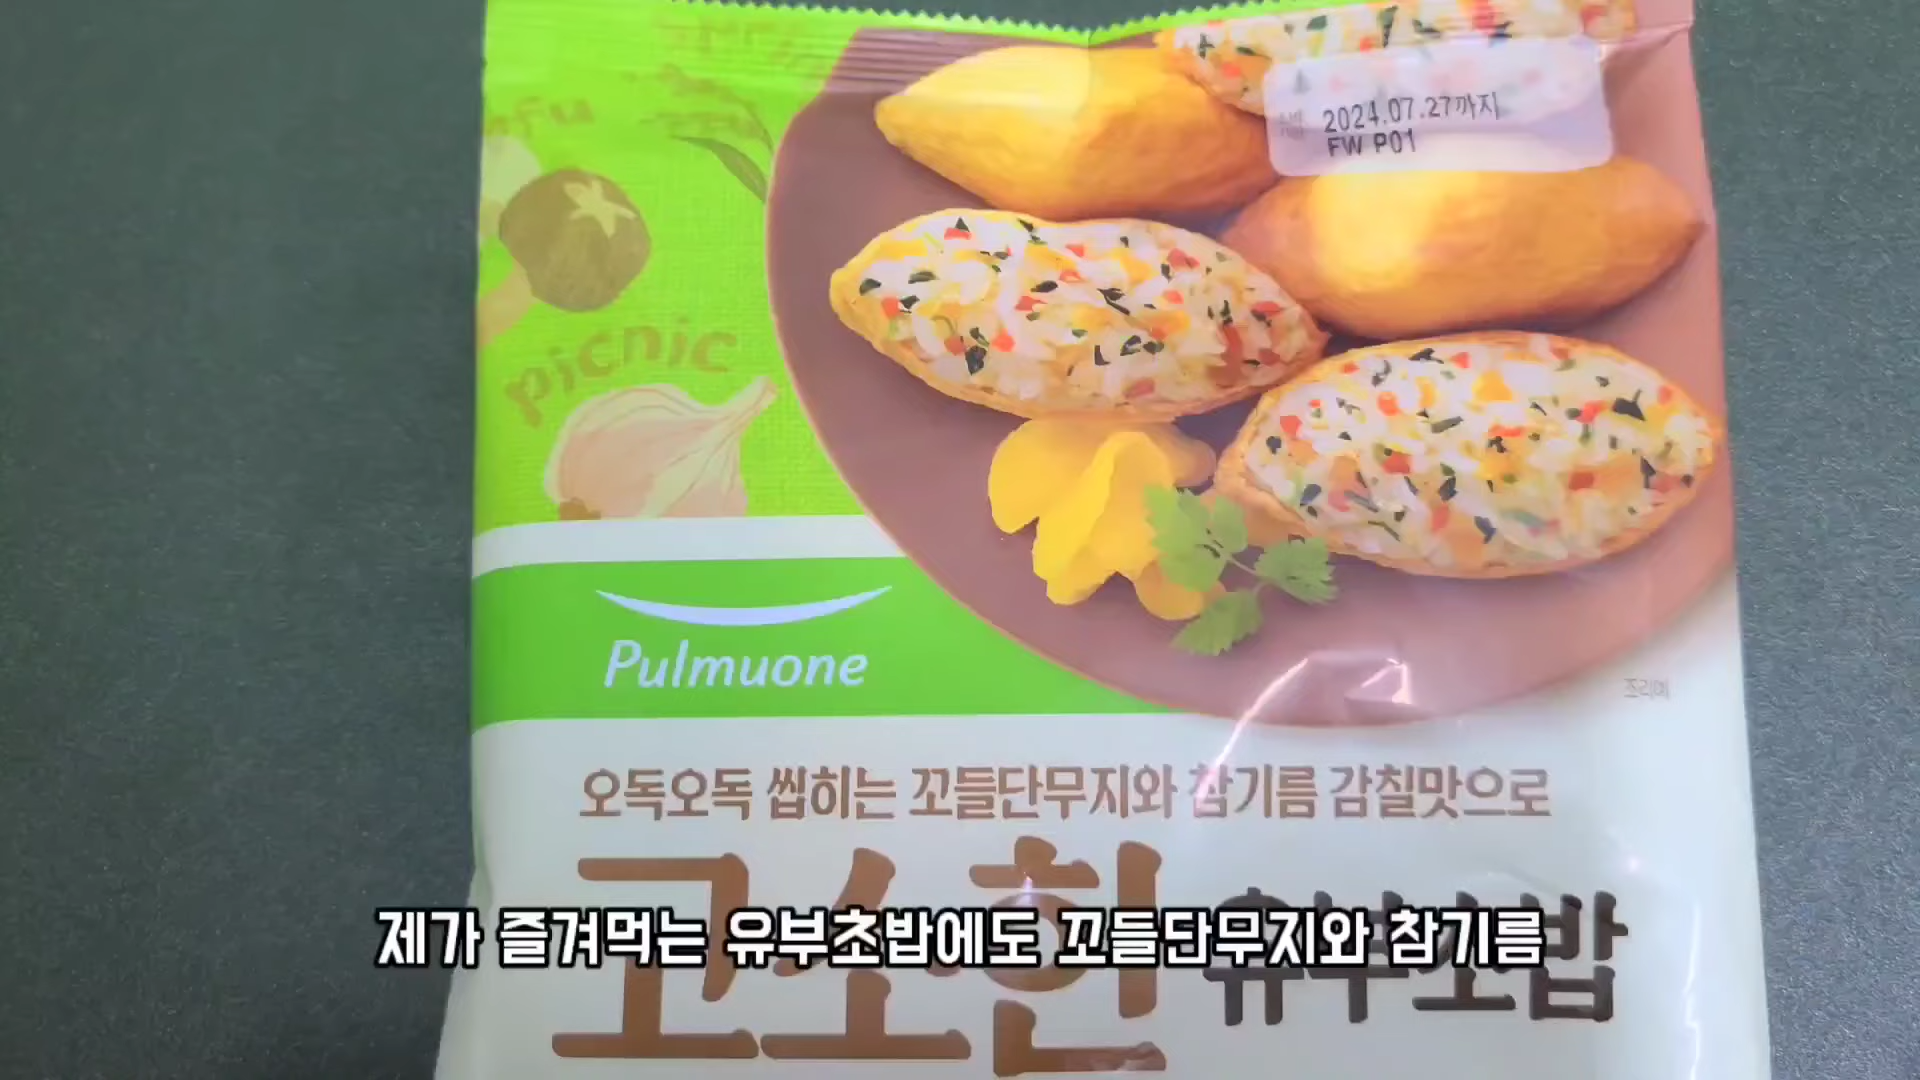 2024.07.27까지
FW P01
picnic
Pulmuone
조리예
오독오독 씹히는 꼬들단무지와 참기름 감칠맛으로
고소한 유부초밥
제가 즐겨먹는 유부초밥에도 꼬들단무지와 참기름